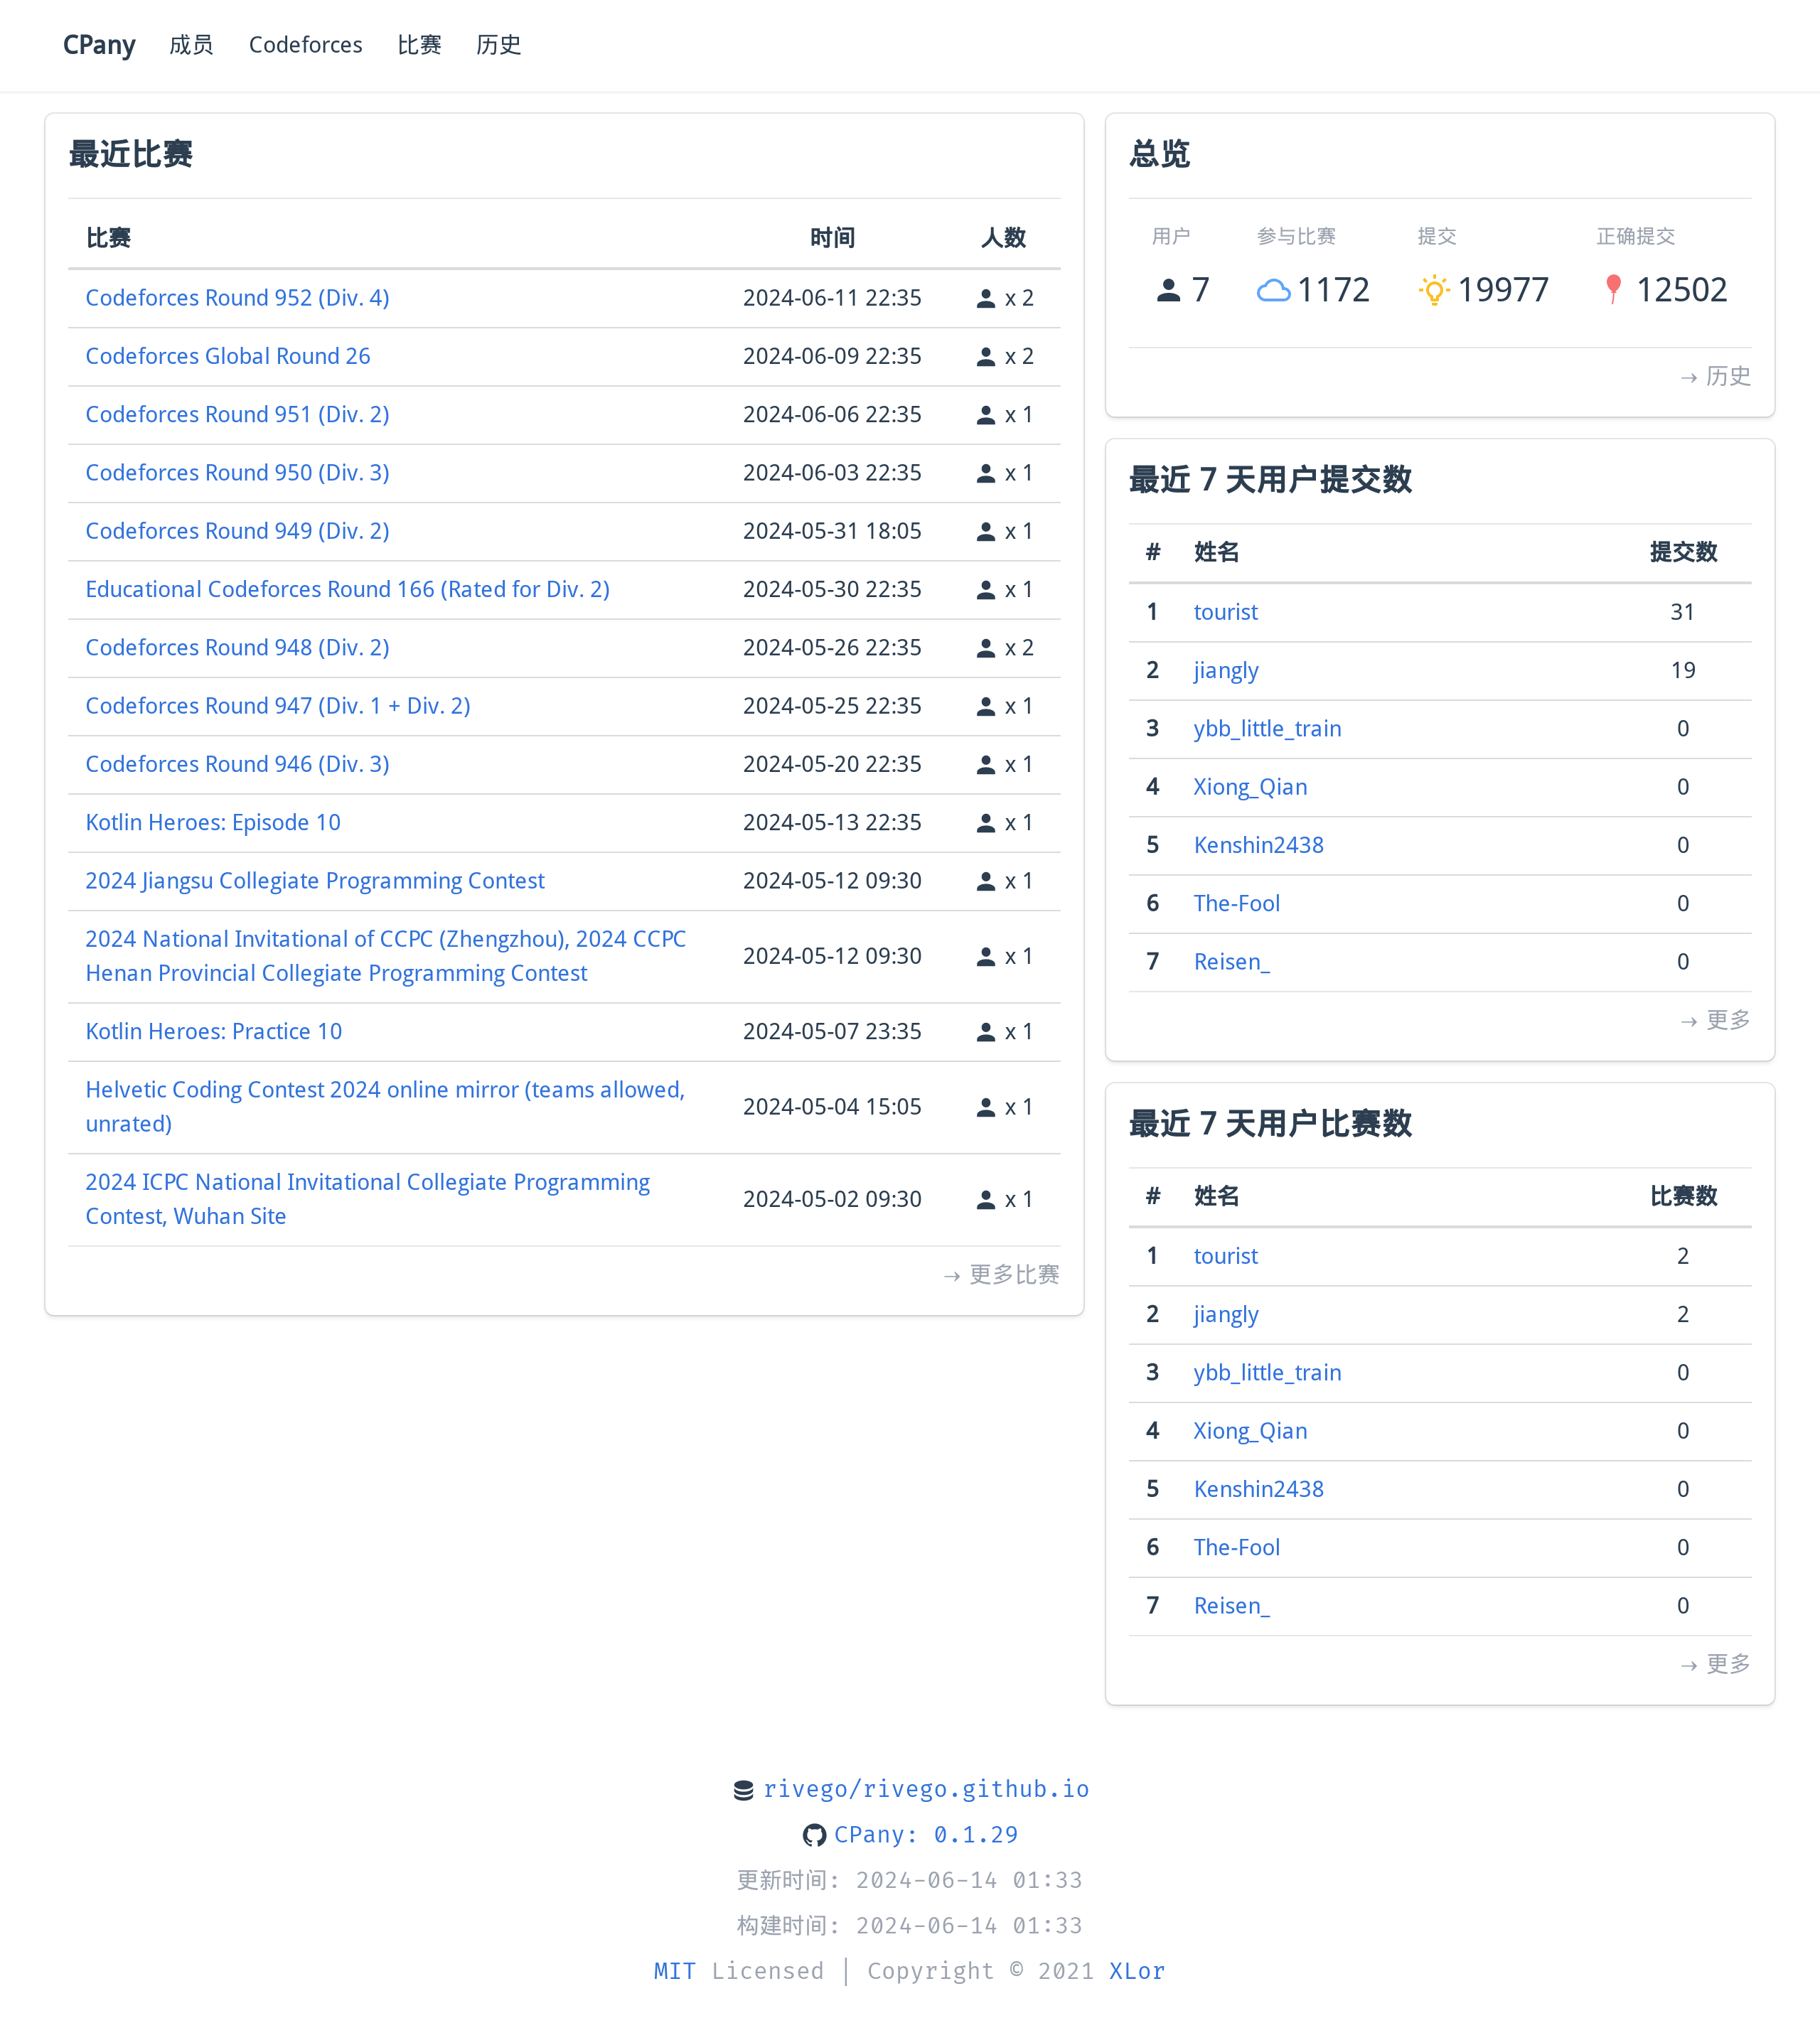 CPany 成员 Codeforces 比赛 历史
最近比赛
比赛 时间 人数
Codeforces Round 952 (Div. 4) 2024-06-11 22:35 x 2
Codeforces Global Round 26 2024-06-09 22:35 x 2
Codeforces Round 951 (Div. 2) 2024-06-06 22:35 x 1
Codeforces Round 950 (Div. 3) 2024-06-03 22:35 x 1
Codeforces Round 949 (Div. 2) 2024-05-31 18:05 x 1
Educational Codeforces Round 166 (Rated for Div. 2) 2024-05-30 22:35 x 1
Codeforces Round 948 (Div. 2) 2024-05-26 22:35 x 2
Codeforces Round 947 (Div. 1 + Div. 2) 2024-05-25 22:35 x 1
Codeforces Round 946 (Div. 3) 2024-05-20 22:35 x 1
Kotlin Heroes: Episode 10 2024-05-13 22:35 x 1
2024 Jiangsu Collegiate Programming Contest 2024-05-12 09:30 x 1
2024 National Invitational of CCPC (Zhengzhou), 2024 CCPC
Henan Provincial Collegiate Programming Contest 2024-05-12 09:30 x 1
Kotlin Heroes: Practice 10 2024-05-07 23:35 x 1
Helvetic Coding Contest 2024 online mirror (teams allowed,
unrated) 2024-05-04 15:05 x 1
2024 ICPC National Invitational Collegiate Programming
Contest, Wuhan Site 2024-05-02 09:30 x 1
→ 更多比赛
总览
用户 参与比赛 提交 正确提交
7 1172 19977 12502
→ 历史
最近 7 天用户提交数
# 姓名 提交数
1 tourist 31
2 jiangly 19
3 ybb_little_train 0
4 Xiong_Qian 0
5 Kenshin2438 0
6 The-Fool 0
7 Reisen_ 0
→ 更多
最近 7 天用户比赛数
# 姓名 比赛数
1 tourist 2
2 jiangly 2
3 ybb_little_train 0
4 Xiong_Qian 0
5 Kenshin2438 0
6 The-Fool 0
7 Reisen_ 0
→ 更多
rivego/rivego.github.io
CPany: 0.1.29
更新时间: 2024-06-14 01:33
构建时间: 2024-06-14 01:33
MIT Licensed | Copyright © 2021 XLor